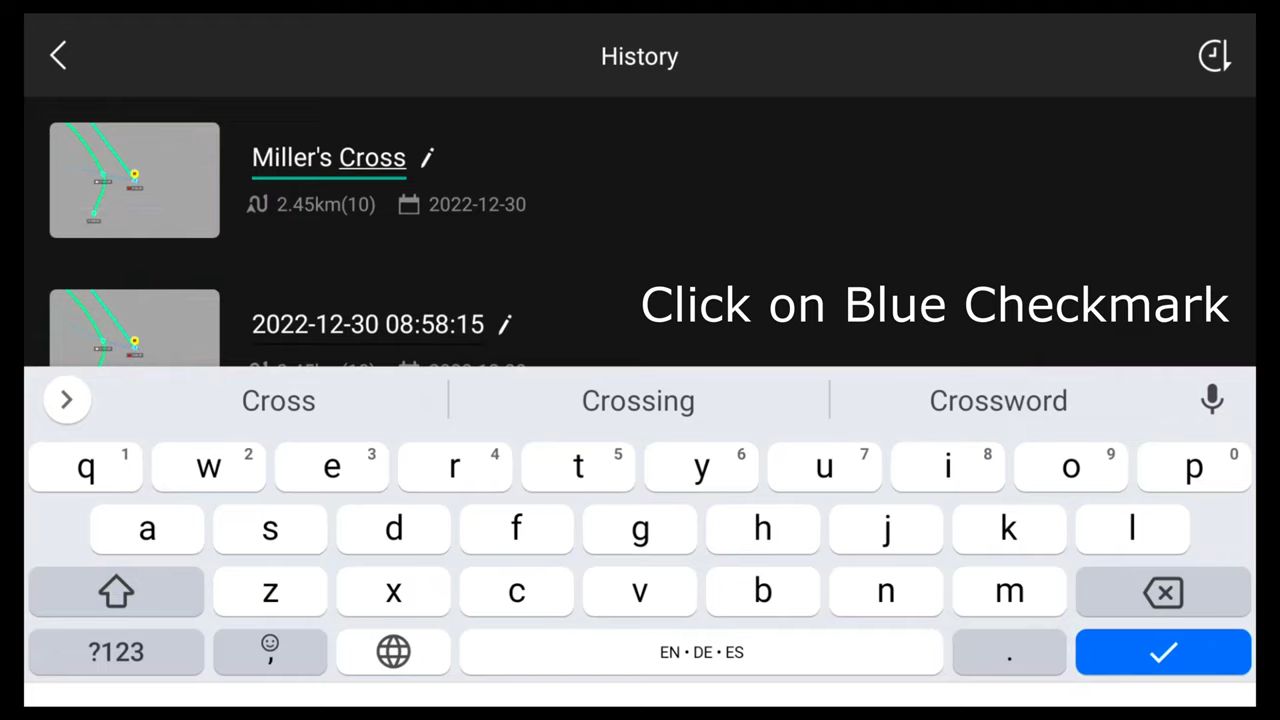 History
Miller's Cross
2.45km(10) 2022-12-30
2022-12-30 08:58:15
Click on Blue Checkmark
Cross Crossing Crossword
q 1 w 2 e 3 r 4 t 5 y 6 u 7 i 8 o 9 p 0
a s d f g h j k l
z x c v b n m
?123 , EN • DE • ES .